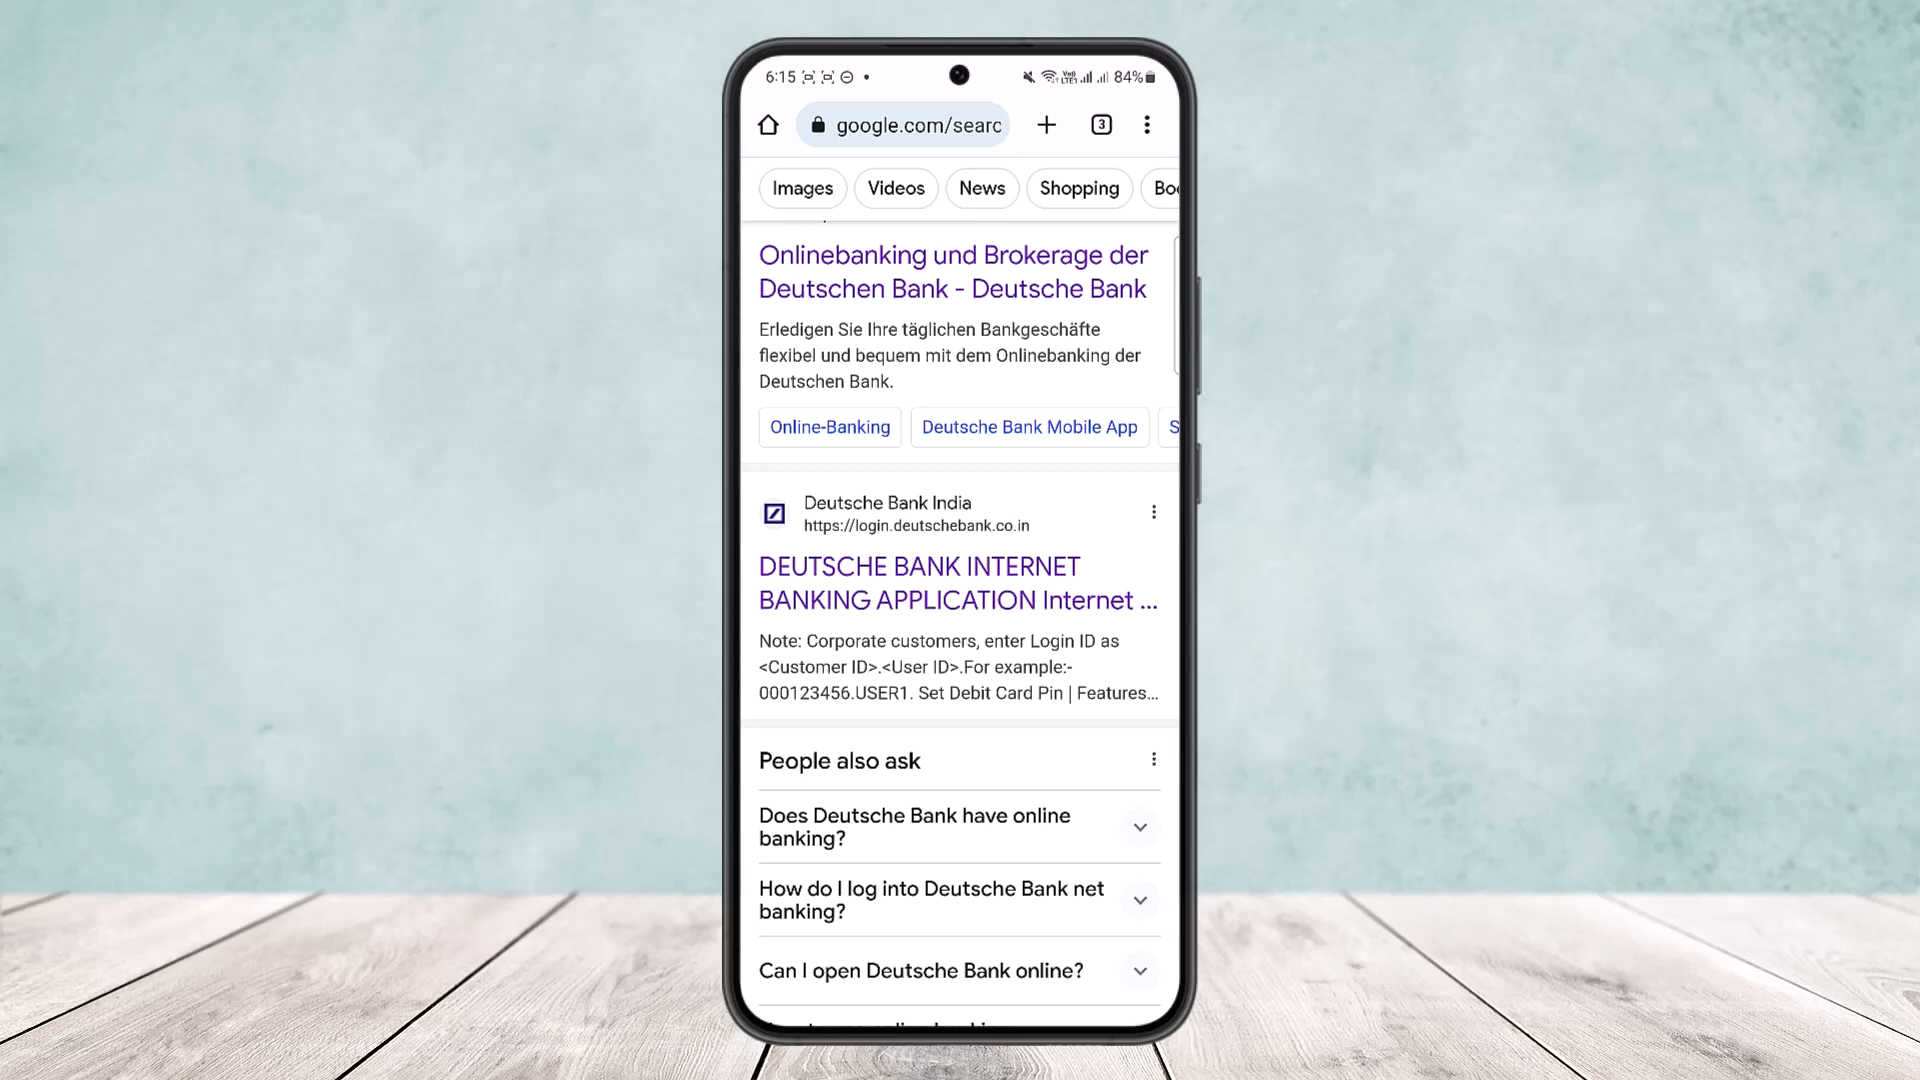 6:15 84%
google.com/searc 3
Images Videos News Shopping Boo
Onlinebanking und Brokerage der
Deutschen Bank - Deutsche Bank
Erledigen Sie Ihre täglichen Bankgeschäfte
flexibel und bequem mit dem Onlinebanking der
Deutschen Bank.
Online-Banking Deutsche Bank Mobile App S
Deutsche Bank India
https://login.deutschebank.co.in
DEUTSCHE BANK INTERNET
BANKING APPLICATION Internet ...
Note: Corporate customers, enter Login ID as
<Customer ID>.<User ID>.For example:-
000123456.USER1. Set Debit Card Pin | Features...
People also ask
Does Deutsche Bank have online
banking?
How do I log into Deutsche Bank net
banking?
Can I open Deutsche Bank online?